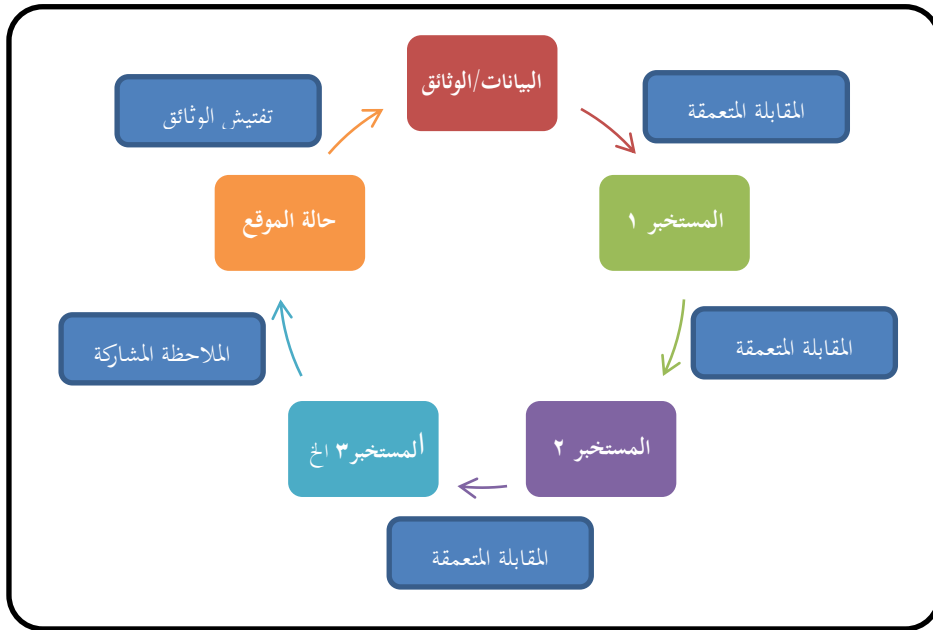 البيانات/الوثائق
المقابلة المتعمقة
تفتيش الوثائق
المستخبر ١
حالة الموقع
المقابلة المتعمقة
الملاحظة المشاركة
المستخبر ٢
المستخبر٣ الخ
المقابلة المتعمقة